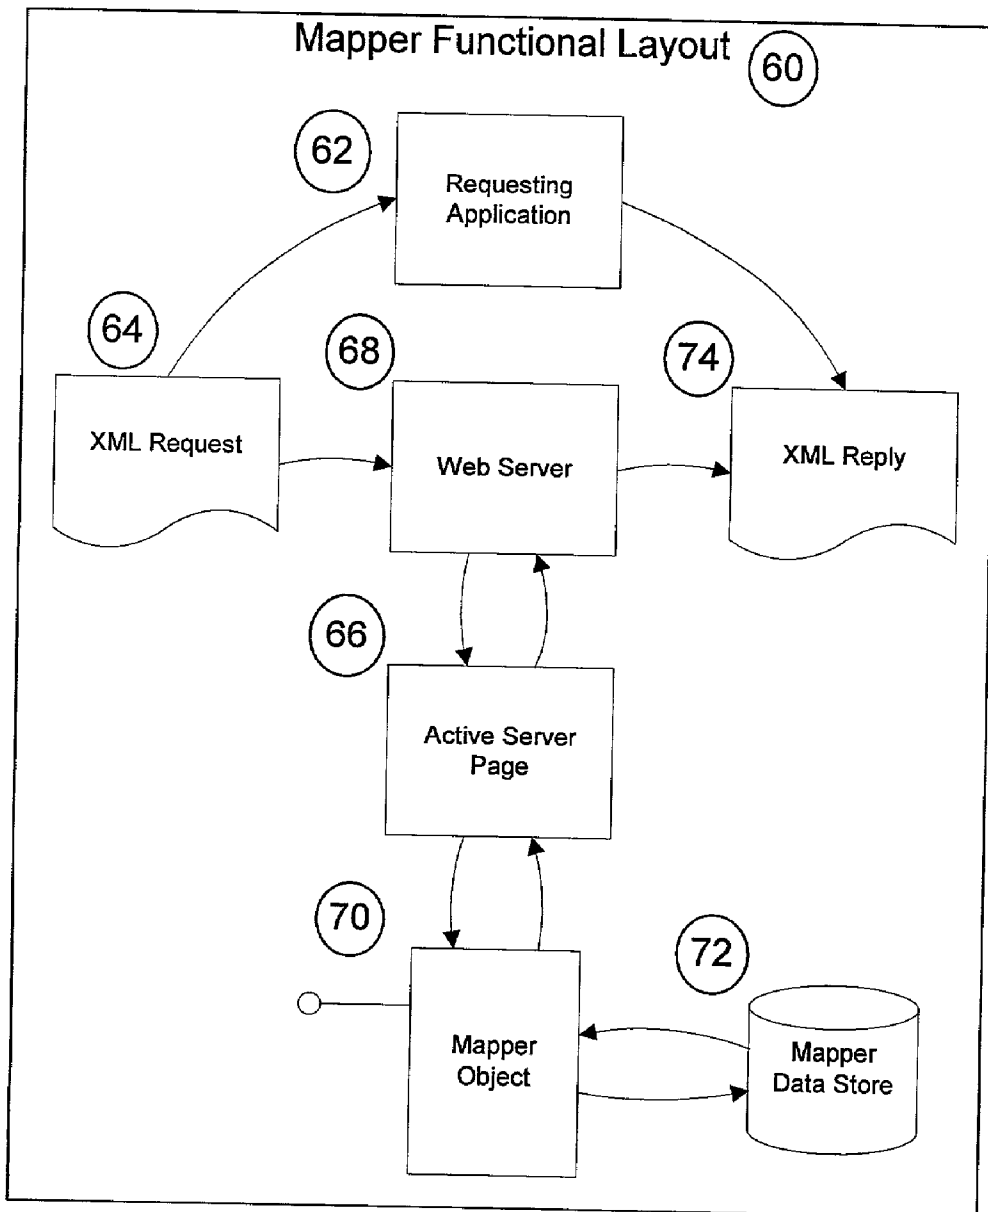 Mapper Functional Layout
60
62
Requesting
Application
64
68
74
XML Request
Web Server
XML Reply
66
Active Server
Page
70
72
Mapper
Object
Mapper
Data Store